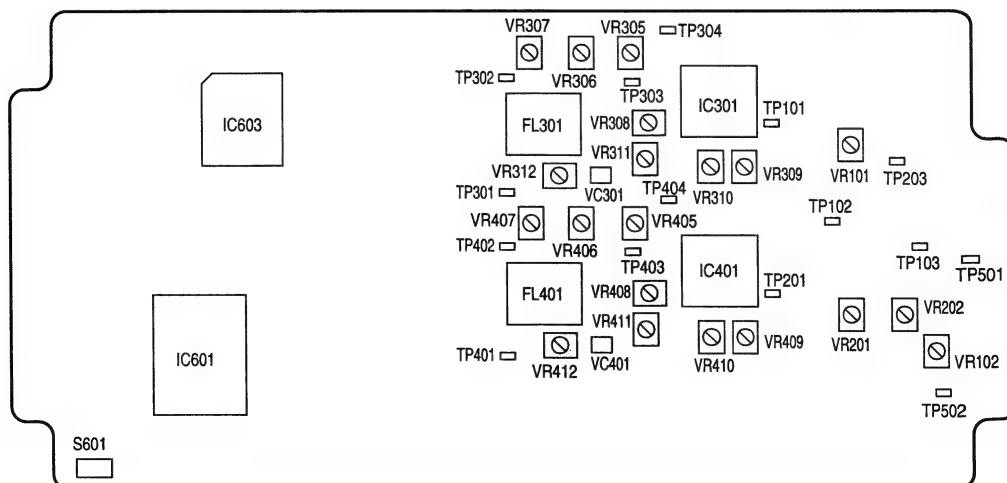 VR307
VR305
TP304
TP302
VR306
TP303
IC603
FL301
VR308
IC301
TP101
VR311
VR312
VC301
TP404
VR310
VR309
VR101
TP203
TP301
VR407
VR406
VR405
TP102
TP402
TP403
IC401
TP103
TP501
FL401
VR408
TP201
VR411
VR202
IC601
TP401
VR412
VC401
VR410
VR409
VR201
VR102
TP502
S601